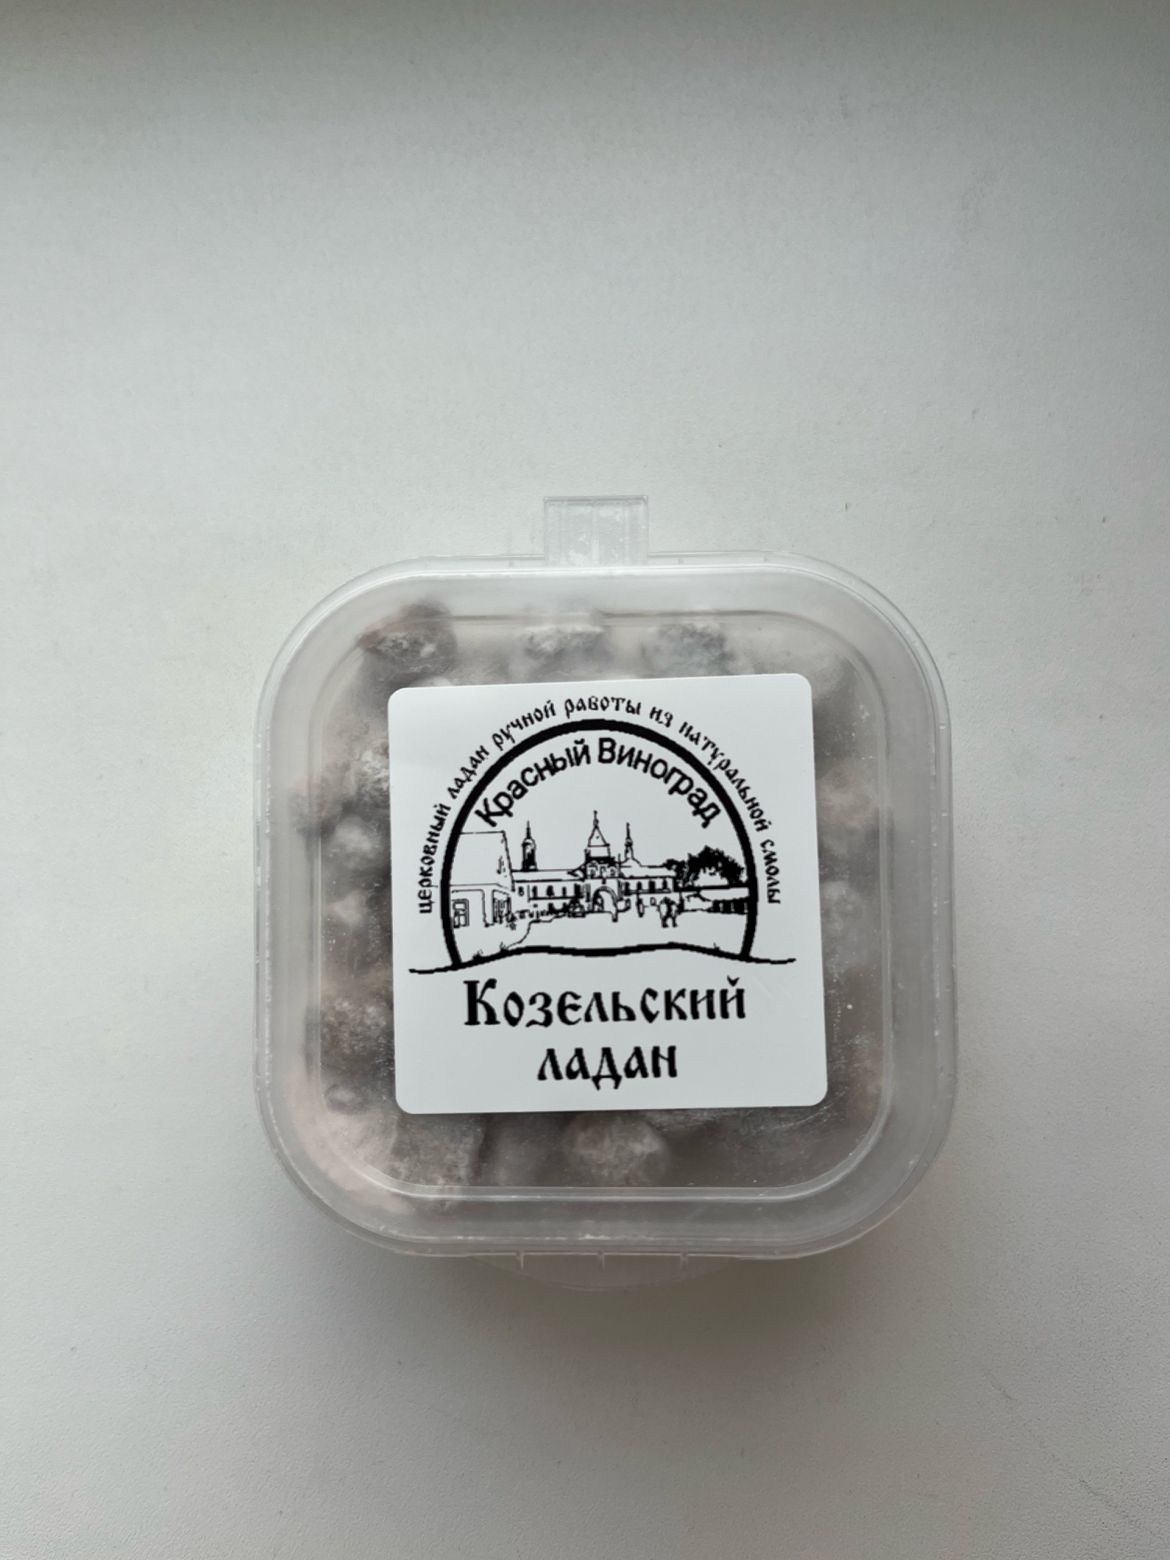 церковный ладан ручной работы из натуральной смолы
Красный Виноград
Козельский
ладан